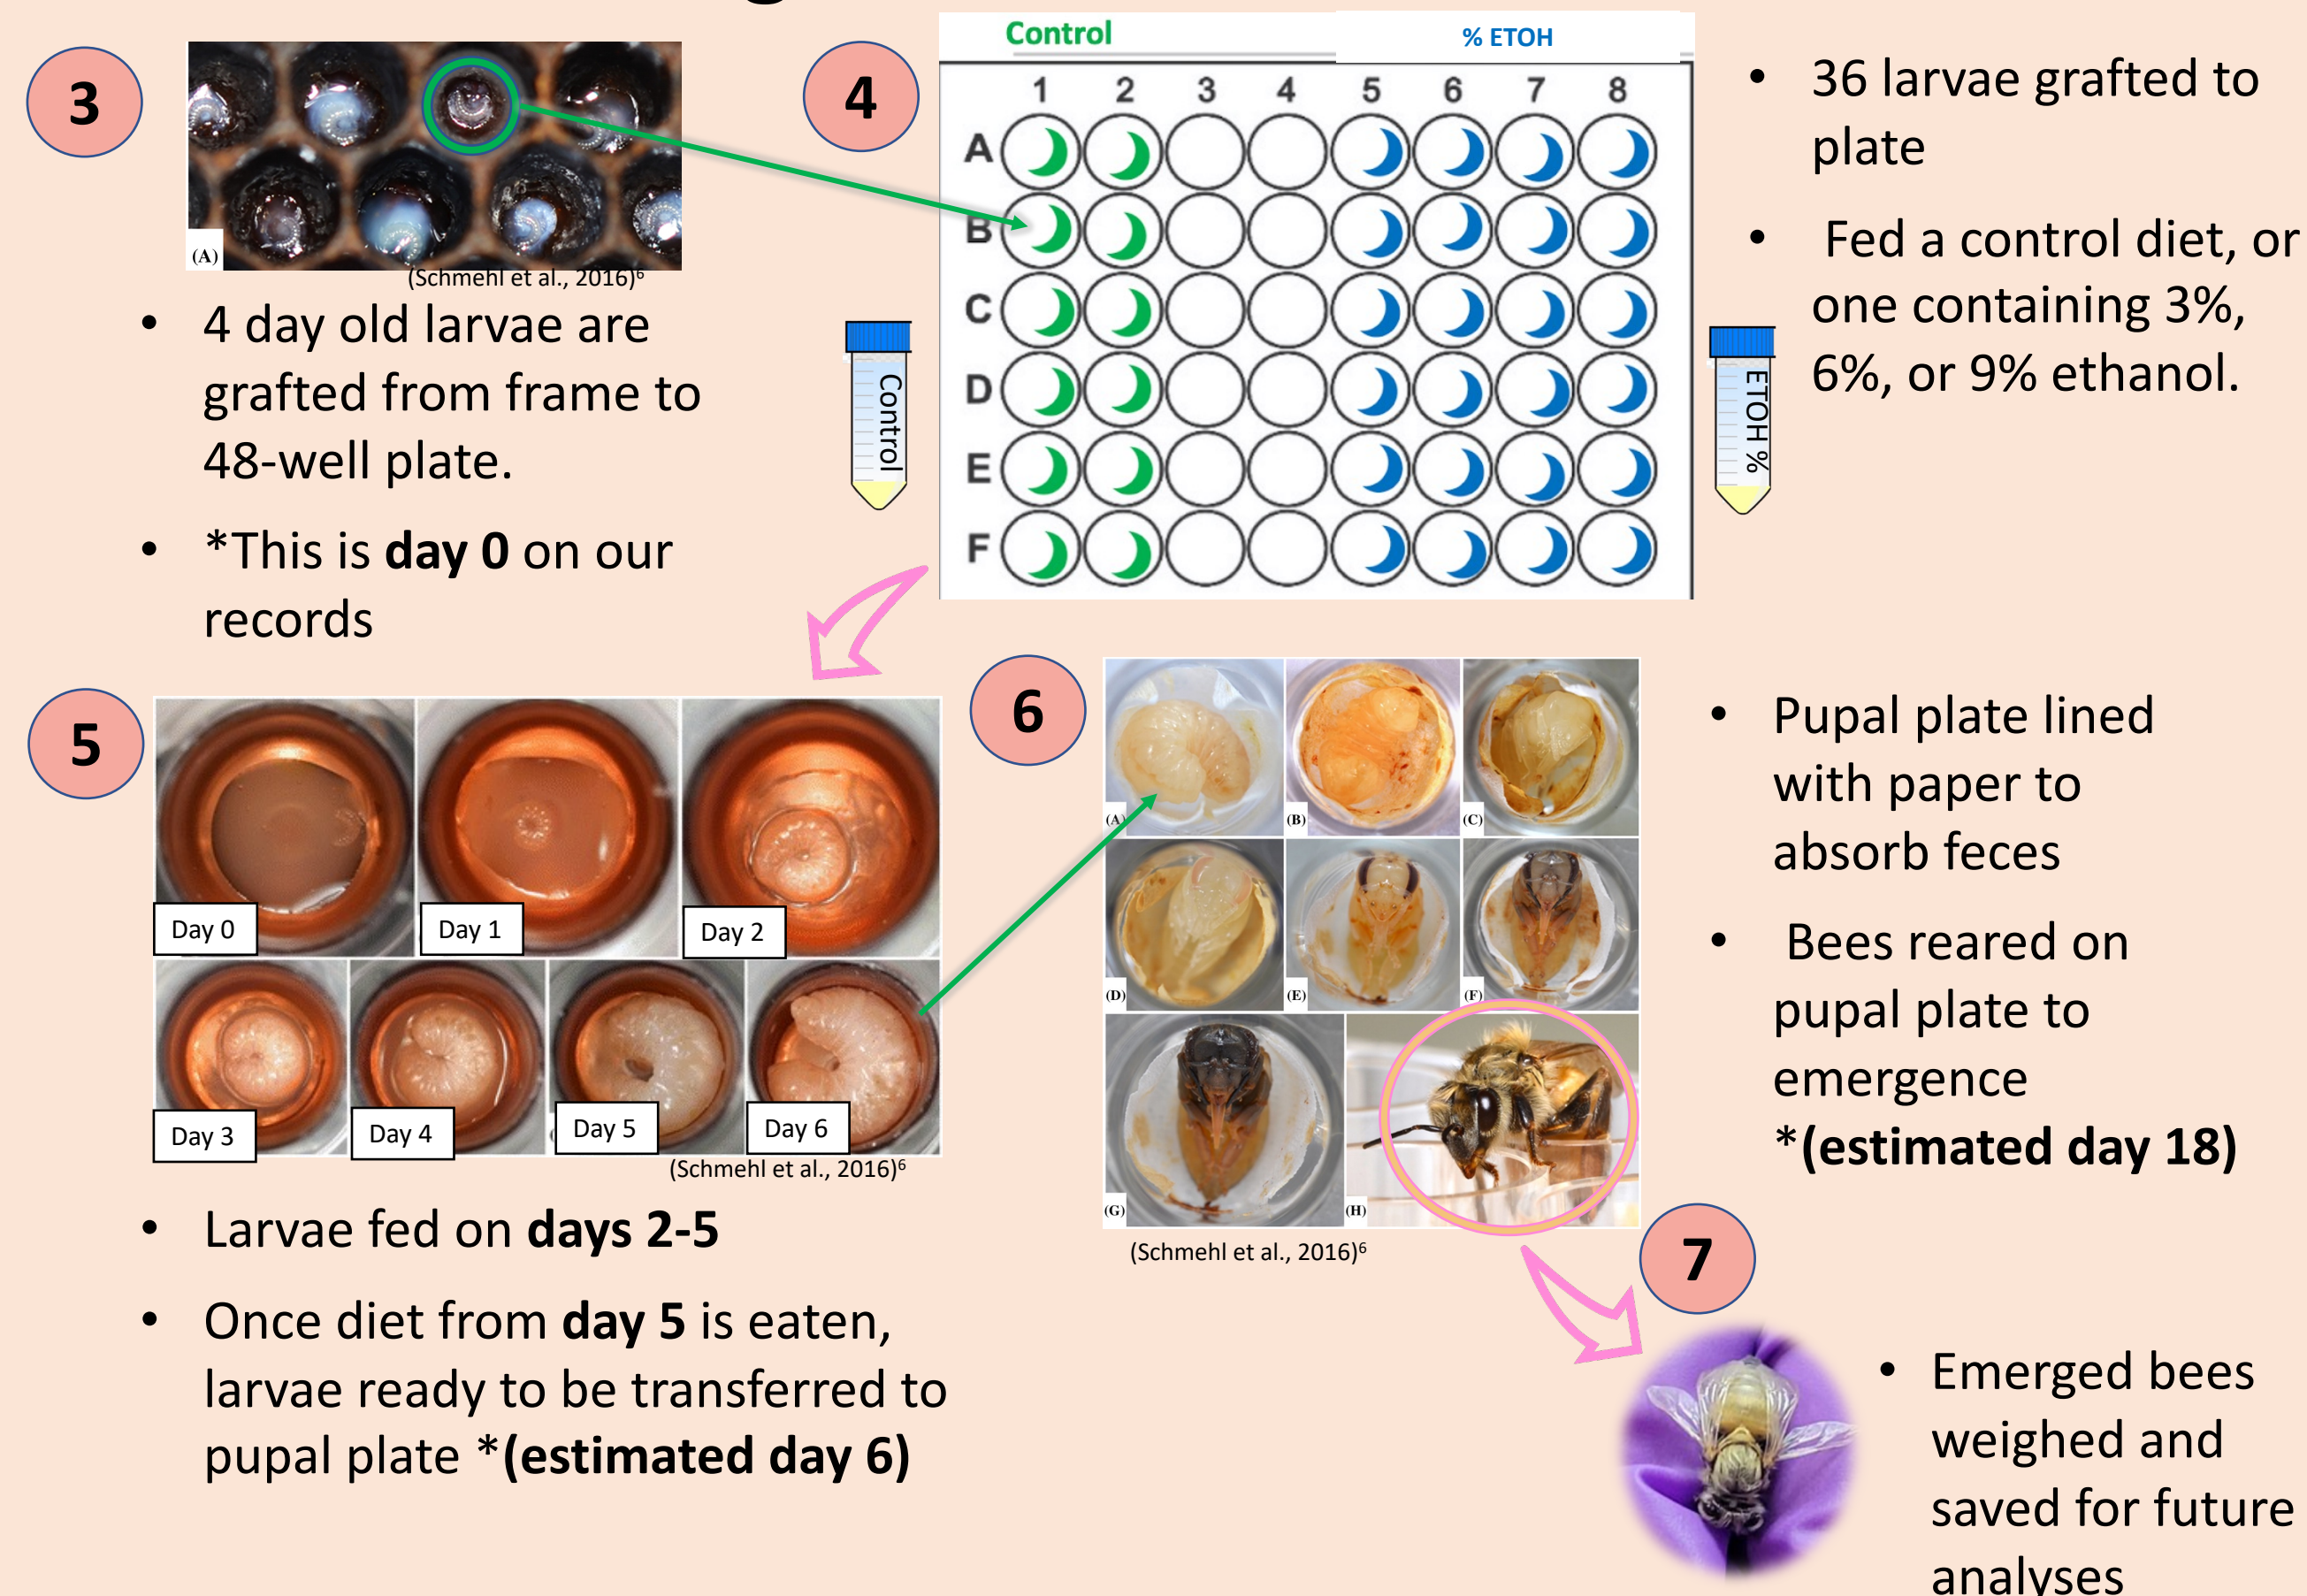 3
(A)
(Schmehl et al., 2016)6
• 4 day old larvae are
grafted from frame to
48-well plate.
• *This is day 0 on our
records
4
Control
% ETOH
1 2 3 4 5 6 7 8
A
B
C
D
E
F
Control
ETOH %
• 36 larvae grafted to
plate
• Fed a control diet, or
one containing 3%,
6%, or 9% ethanol.
5
Day 0
Day 1
Day 2
Day 3
Day 4
Day 5
Day 6
(Schmehl et al., 2016)6
• Larvae fed on days 2-5
• Once diet from day 5 is eaten,
larvae ready to be transferred to
pupal plate *(estimated day 6)
6
(A)
(B)
(C)
(D)
(E)
(F)
(G)
(H)
(Schmehl et al., 2016)6
• Pupal plate lined
with paper to
absorb feces
• Bees reared on
pupal plate to
emergence
*(estimated day 18)
7
• Emerged bees
weighed and
saved for future
analyses